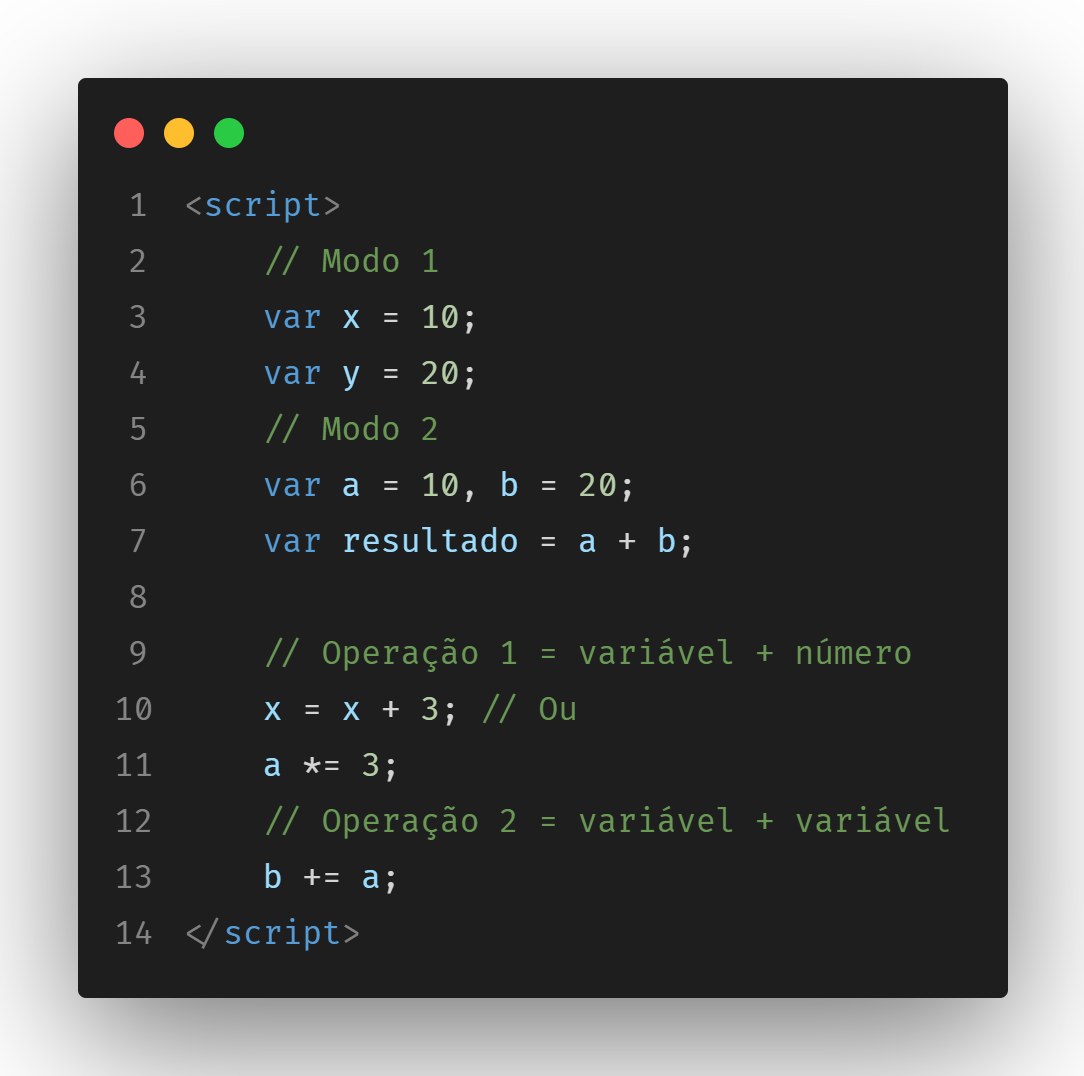 1 <script>
2 // Modo 1
3 var x = 10;
4 var y = 20;
5 // Modo 2
6 var a = 10, b = 20;
7 var resultado = a + b;
8
9 // Operação 1 = variável + número
10 x = x + 3; // Ou
11 a *= 3;
12 // Operação 2 = variável + variável
13 b += a;
14 </script>